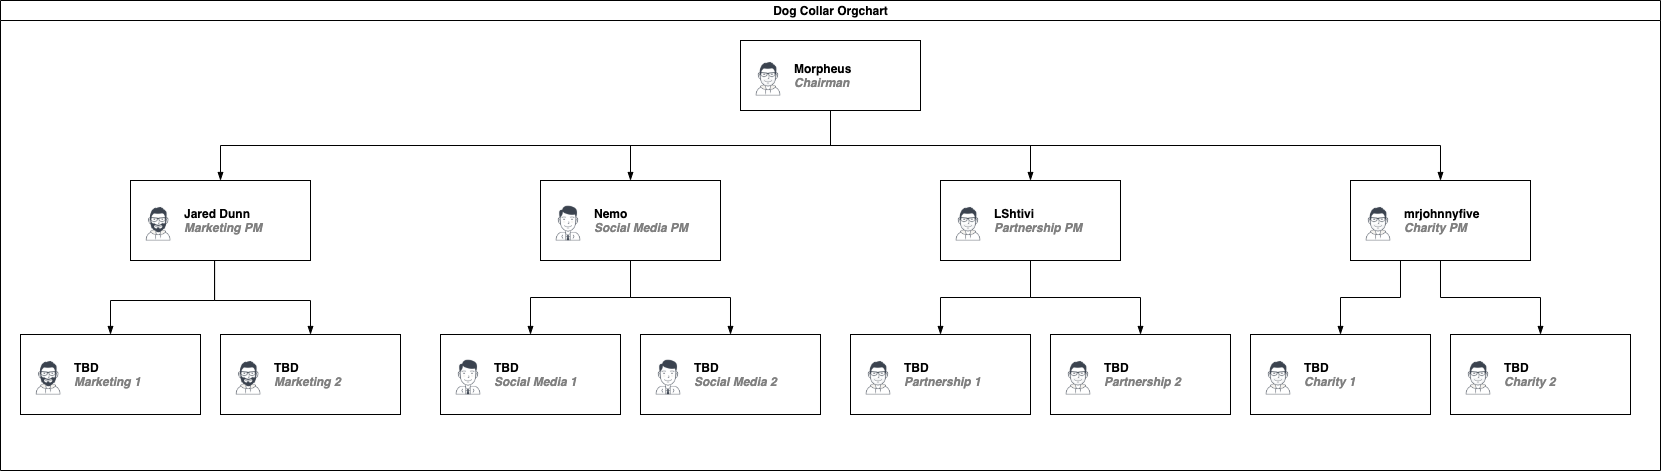 Dog Collar Orgchart
Morpheus
Chairman
Jared Dunn
Marketing PM
Nemo
Social Media PM
LShtivi
Partnership PM
mrjohnnyfive
Charity PM
TBD
Marketing 1
TBD
Marketing 2
TBD
Social Media 1
TBD
Social Media 2
TBD
Partnership 1
TBD
Partnership 2
TBD
Charity 1
TBD
Charity 2